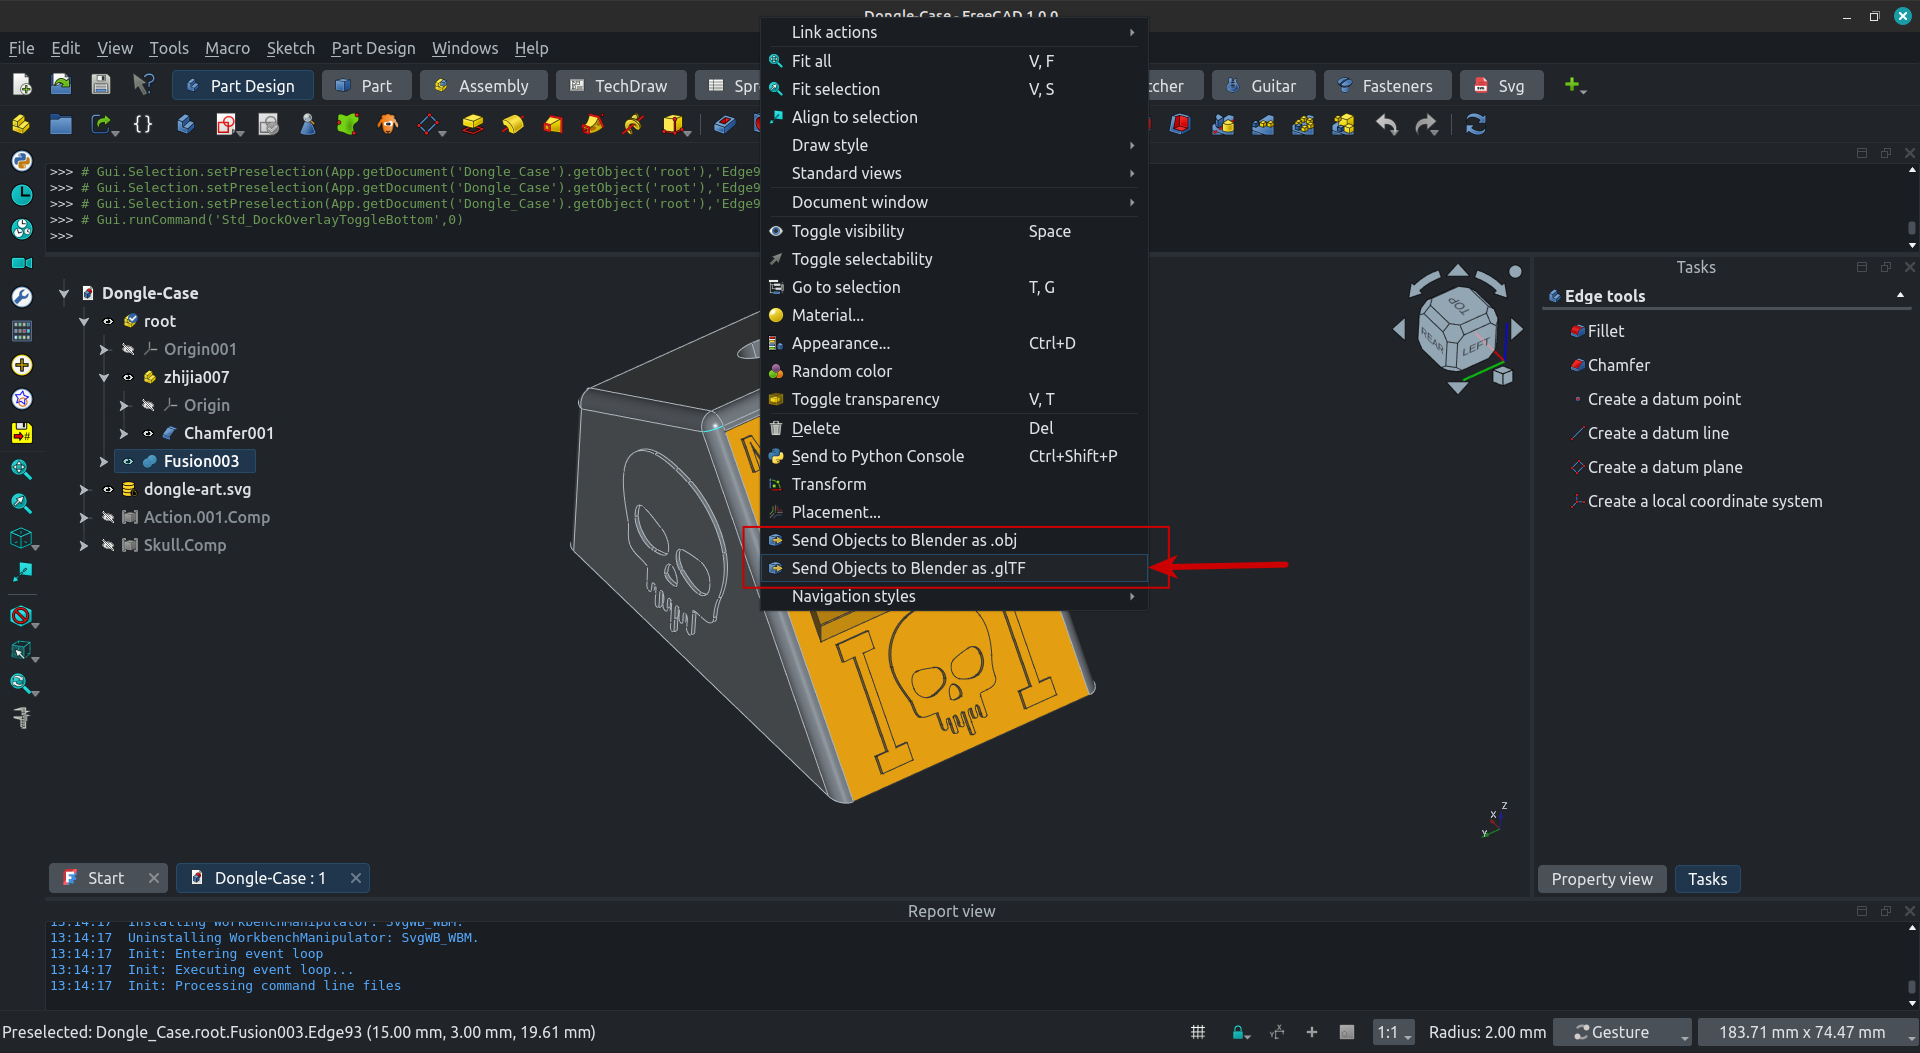 Dongle-Case - FreeCAD 1.0.0
File Edit View Tools Macro Sketch Part Design Windows Help
Part Design Part Assembly TechDraw Spr cher Guitar Fasteners Svg
>>> # Gui.Selection.setPreselection(App.getDocument('Dongle_Case').getObject('root'),'Edge9
>>> # Gui.Selection.setPreselection(App.getDocument('Dongle_Case').getObject('root'),'Edge9
>>> # Gui.Selection.setPreselection(App.getDocument('Dongle_Case').getObject('root'),'Edge9
>>> # Gui.runCommand('Std_DockOverlayToggleBottom',0)
>>>
Dongle-Case
root
Origin001
zhijia007
Origin
Chamfer001
Fusion003
dongle-art.svg
Action.001.Comp
Skull.Comp
Link actions
Fit all V, F
Fit selection V, S
Align to selection
Draw style
Standard views
Document window
Toggle visibility Space
Toggle selectability
Go to selection T, G
Material...
Appearance... Ctrl+D
Random color
Toggle transparency V, T
Delete Del
Send to Python Console Ctrl+Shift+P
Transform
Placement...
Send Objects to Blender as .obj
Send Objects to Blender as .glTF
Navigation styles
TOP
REAR
LEFT
Z
X
Y
Tasks
Edge tools
Fillet
Chamfer
Create a datum point
Create a datum line
Create a datum plane
Create a local coordinate system
Start Dongle-Case : 1
Property view Tasks
Report view
13:14:17 Installing WorkbenchManipulator: SvgWB_WBM.
13:14:17 Uninstalling WorkbenchManipulator: SvgWB_WBM.
13:14:17 Init: Entering event loop
13:14:17 Init: Executing event loop...
13:14:17 Init: Processing command line files
Preselected: Dongle_Case.root.Fusion003.Edge93 (15.00 mm, 3.00 mm, 19.61 mm)
1:1 Radius: 2.00 mm Gesture 183.71 mm x 74.47 mm